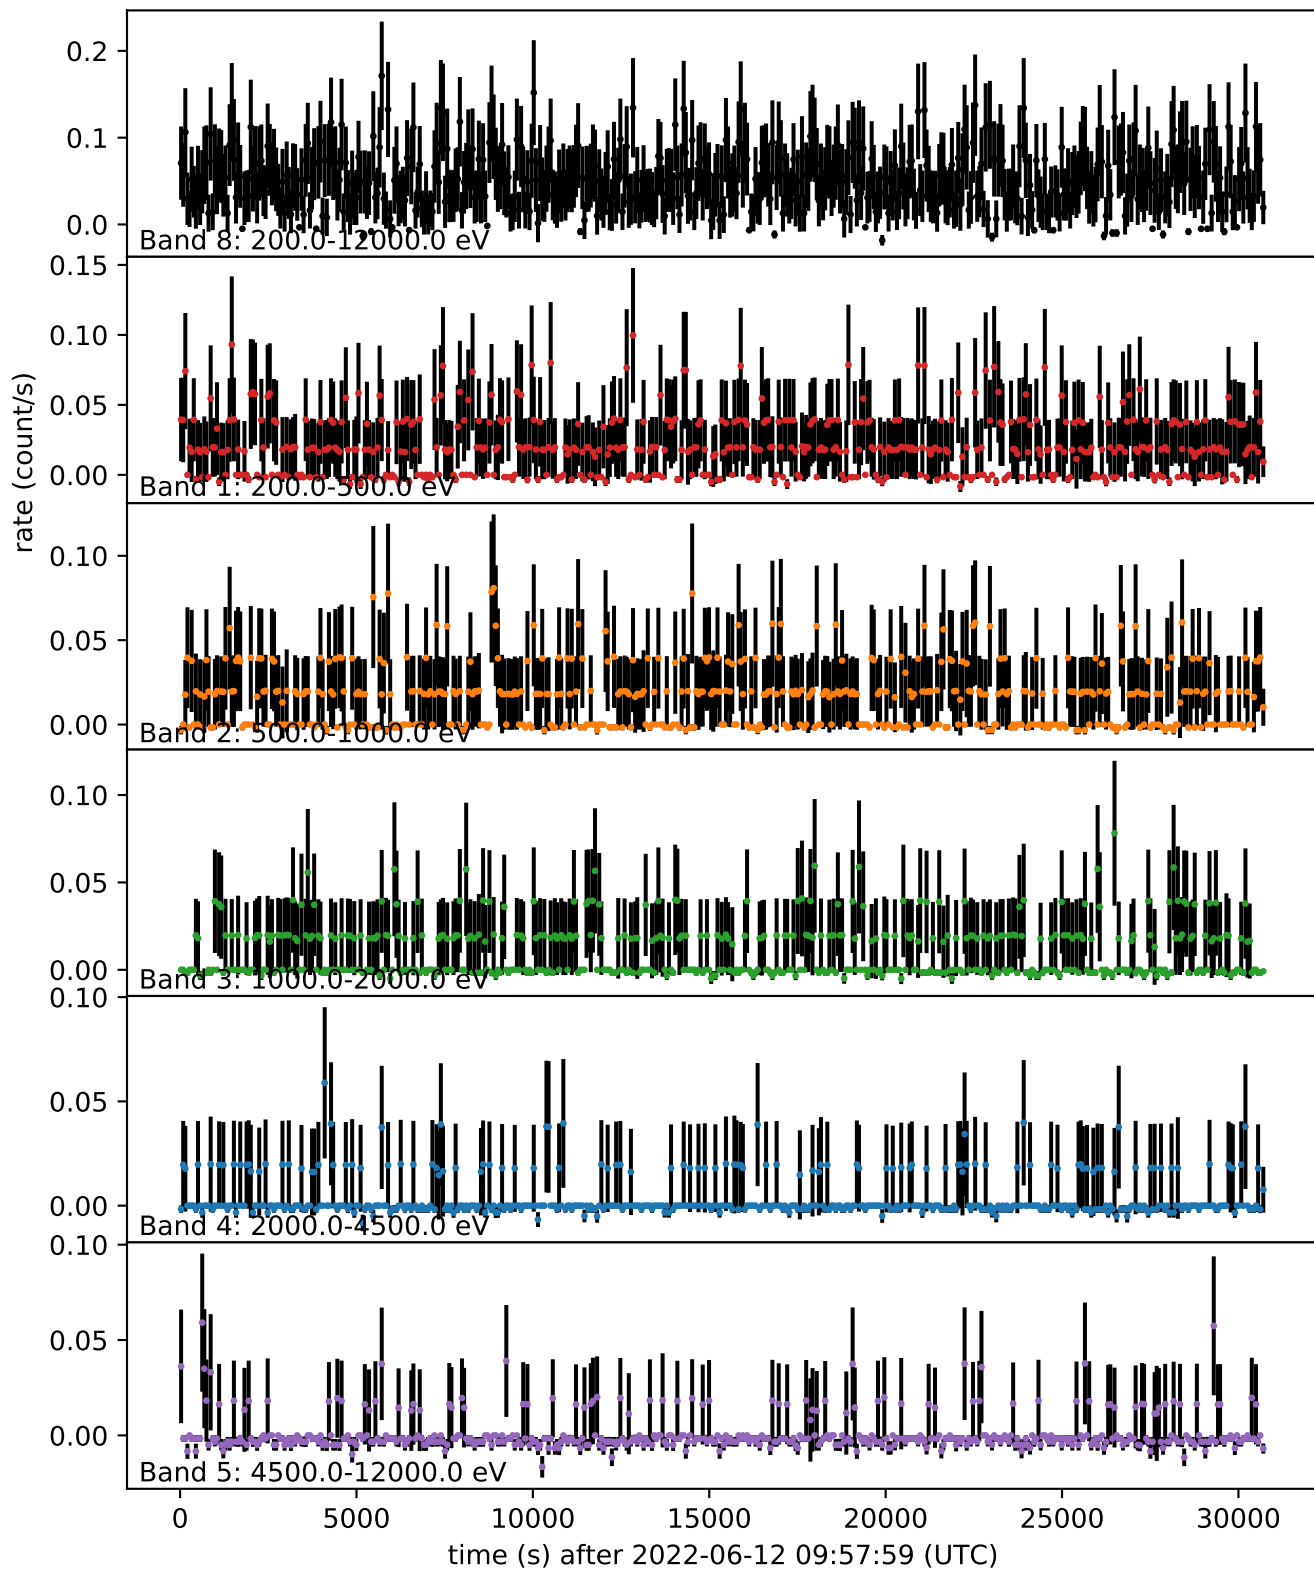 0.2
0.1
0.0
Band 8: 200.0-12000.0 eV
0.15
0.10
0.05
0.00
Band 1: 200.0-500.0 eV
rate (count/s)
0.10
0.05
0.00
Band 2: 500.0-1000.0 eV
0.10
0.05
0.00
Band 3: 1000.0-2000.0 eV
0.10
0.05
0.00
Band 4: 2000.0-4500.0 eV
0.10
0.05
0.00
Band 5: 4500.0-12000.0 eV
0 5000 10000 15000 20000 25000 30000
time (s) after 2022-06-12 09:57:59 (UTC)